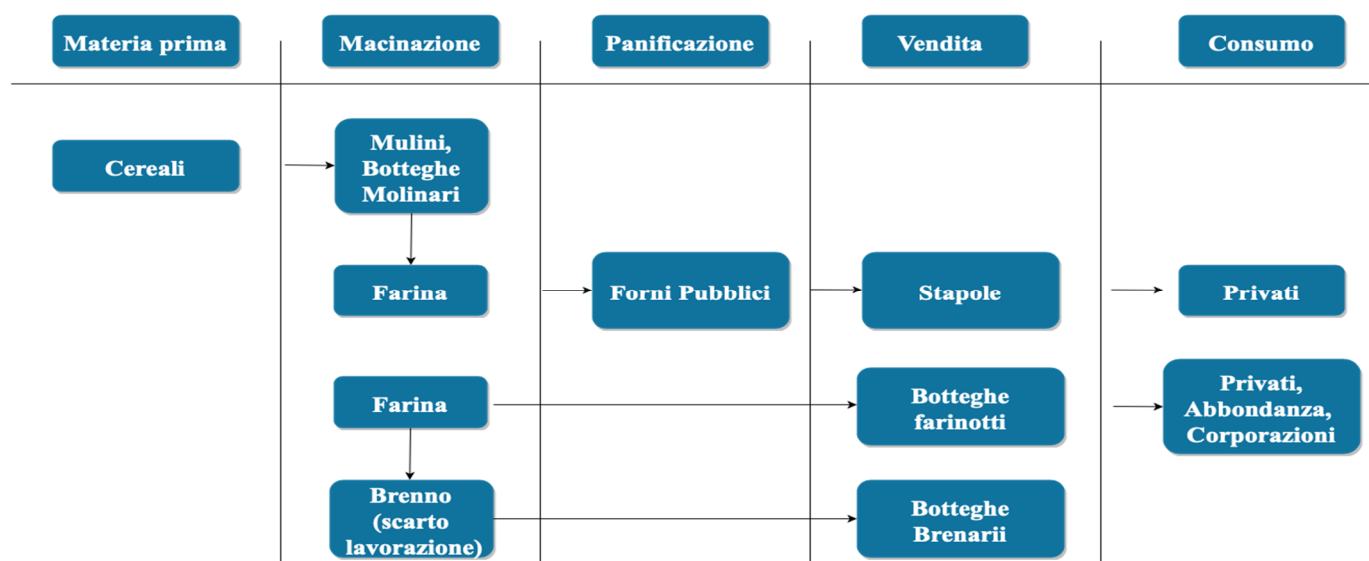 Materia prima
Macinazione
Panificazione
Vendita
Consumo
Cereali
Mulini,
Botteghe
Molinari
Farina
Forni Pubblici
Stapole
Privati
Farina
Botteghe
farinotti
Privati,
Abbondanza,
Corporazioni
Brenno
(scarto
lavorazione)
Botteghe
Brenarii